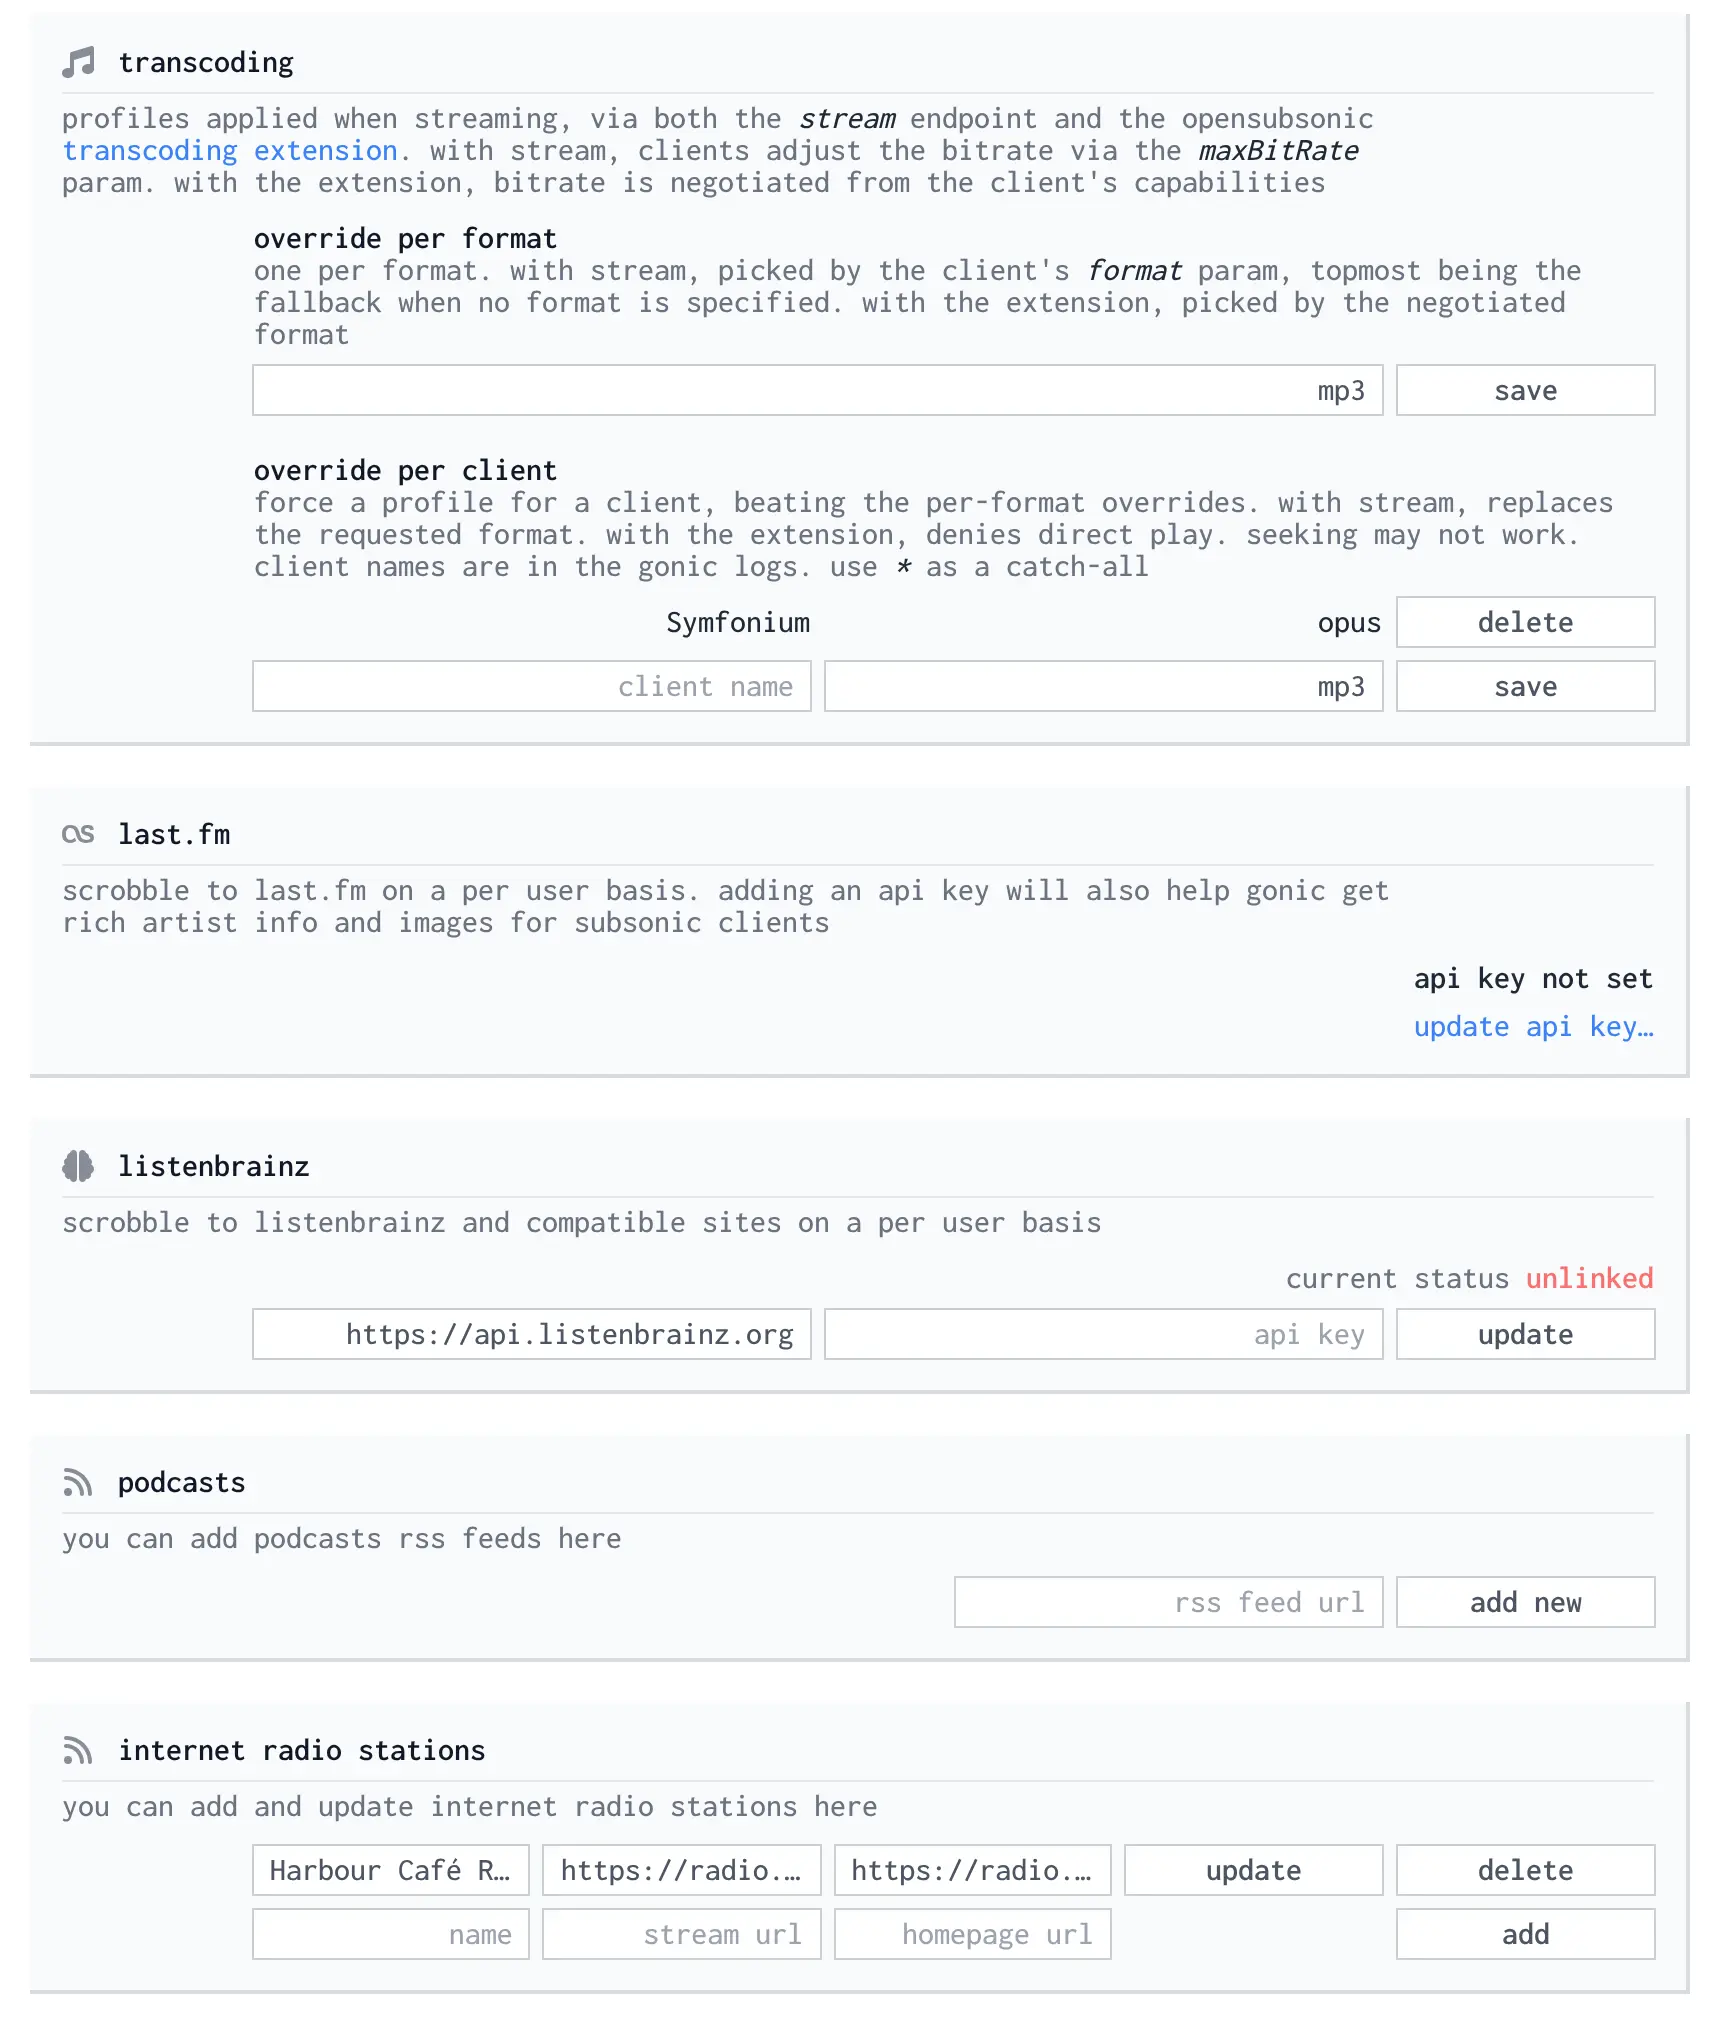 transcoding
profiles applied when streaming, via both the stream endpoint and the opensubsonic
transcoding extension. with stream, clients adjust the bitrate via the maxBitRate
param. with the extension, bitrate is negotiated from the client's capabilities
override per format
one per format. with stream, picked by the client's format param, topmost being the
fallback when no format is specified. with the extension, picked by the negotiated
format
mp3 save
override per client
force a profile for a client, beating the per-format overrides. with stream, replaces
the requested format. with the extension, denies direct play. seeking may not work.
client names are in the gonic logs. use * as a catch-all
Symfonium opus delete
client name mp3 save
last.fm
scrobble to last.fm on a per user basis. adding an api key will also help gonic get
rich artist info and images for subsonic clients
api key not set
update api key…
listenbrainz
scrobble to listenbrainz and compatible sites on a per user basis
current status unlinked
https://api.listenbrainz.org api key update
podcasts
you can add podcasts rss feeds here
rss feed url add new
internet radio stations
you can add and update internet radio stations here
Harbour Café R… https://radio.… https://radio.… update delete
name stream url homepage url add